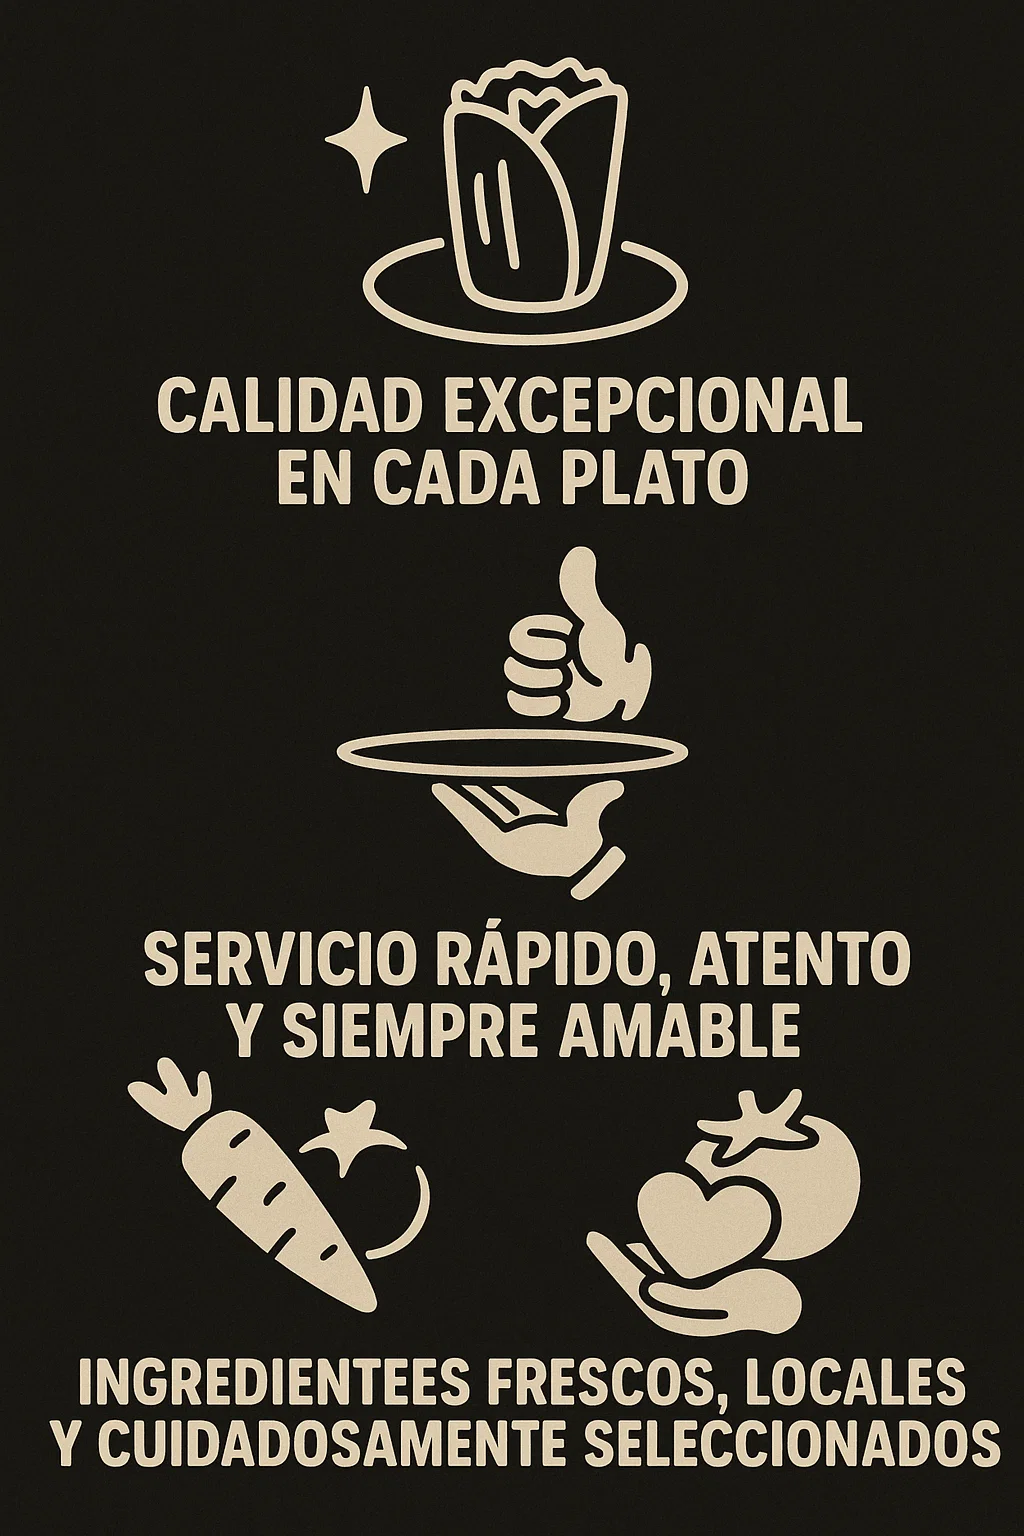 CALIDAD EXCEPCIONAL
EN CADA PLATO
SERVICIO RÁPIDO, ATENTO
Y SIEMPRE AMABLE
INGREDIENTEES FRESCOS, LOCALES
Y CUIDADOSAMENTE SELECCIONADOS